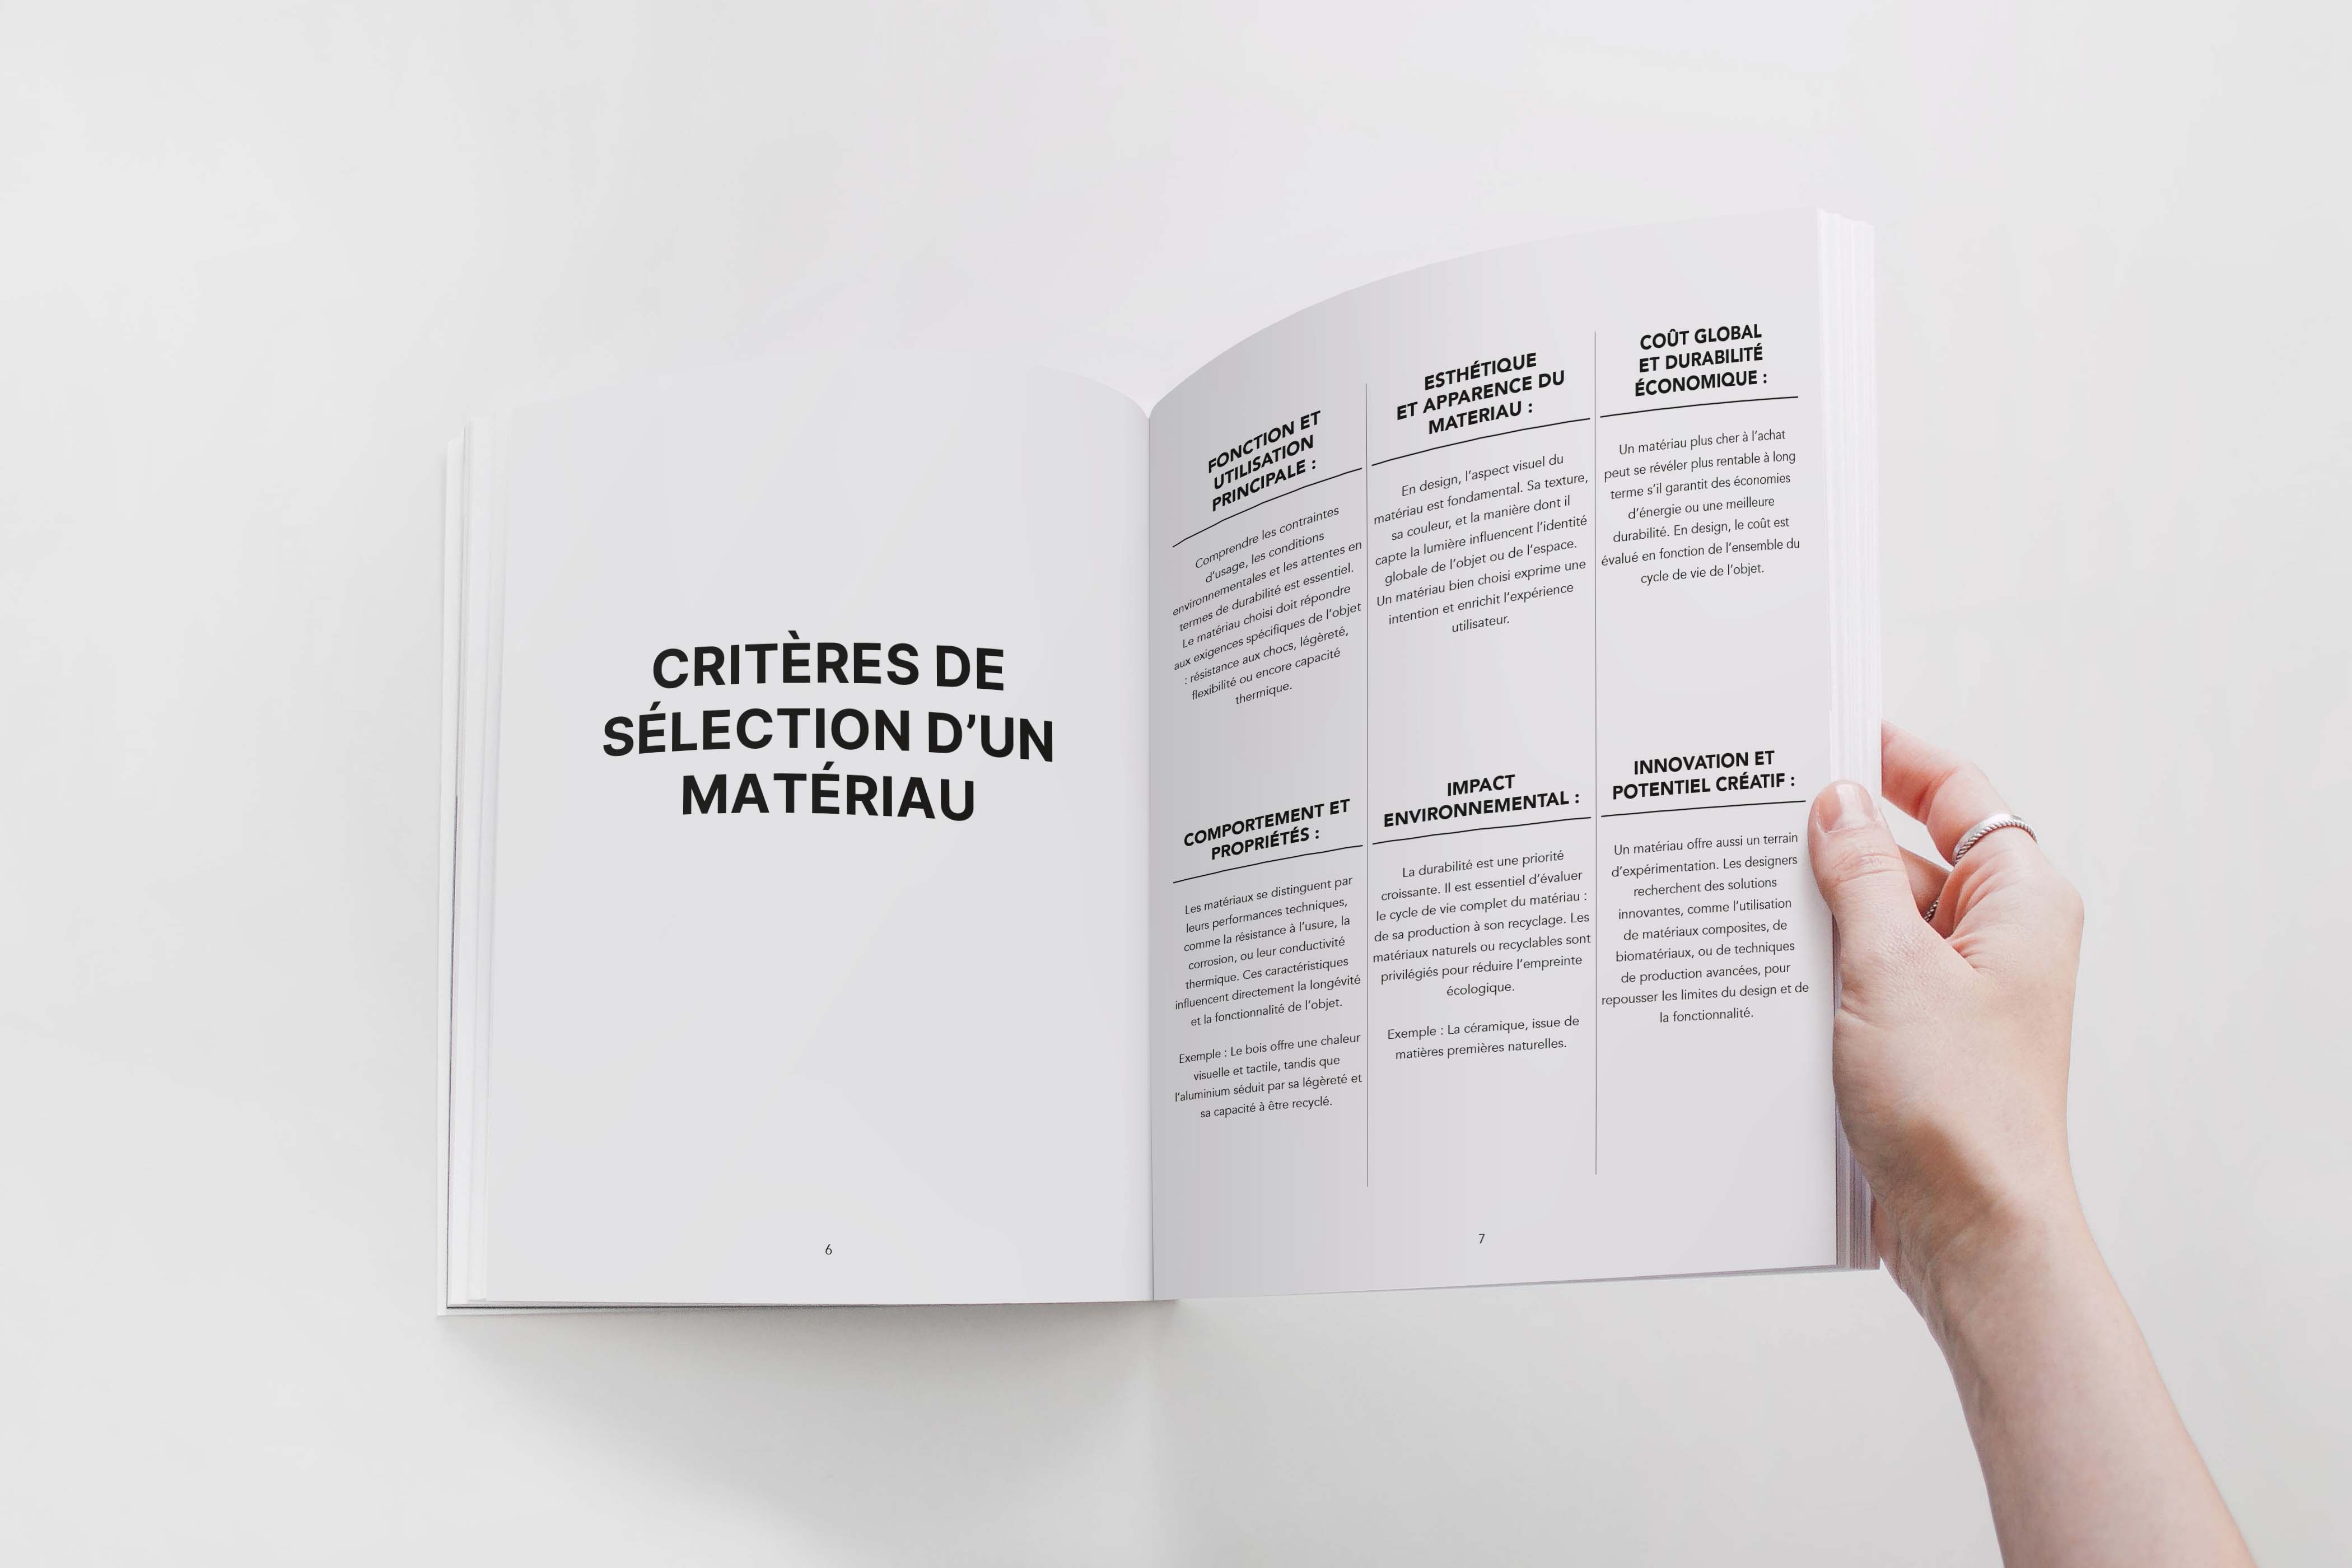 CRITÈRES DE
SÉLECTION D'UN
MATÉRIAU
6
FONCTION ET
UTILISATION
PRINCIPALE :
Comprendre les contraintes
d'usage, les conditions
environnementales et les attentes en
termes de durabilité est essentiel.
Le matériau choisi doit répondre
aux exigences spécifiques de l'objet
: résistance aux chocs, légèreté,
flexibilité ou encore capacité
thermique.
COMPORTEMENT ET
PROPRIÉTÉS :
Les matériaux se distinguent par
leurs performances techniques,
comme la résistance à l'usure, la
corrosion, ou leur conductivité
thermique. Ces caractéristiques
influencent directement la longévité
et la fonctionnalité de l'objet.
Exemple : Le bois offre une chaleur
visuelle et tactile, tandis que
l'aluminium séduit par sa légèreté et
sa capacité à être recyclé.
ESTHÉTIQUE
ET APPARENCE DU
MATERIAU :
En design, l'aspect visuel du
matériau est fondamental. Sa texture,
sa couleur, et la manière dont il
capte la lumière influencent l'identité
globale de l'objet ou de l'espace.
Un matériau bien choisi exprime une
intention et enrichit l'expérience
utilisateur.
IMPACT
ENVIRONNEMENTAL :
La durabilité est une priorité
croissante. Il est essentiel d'évaluer
le cycle de vie complet du matériau :
de sa production à son recyclage. Les
matériaux naturels ou recyclables sont
privilégiés pour réduire l'empreinte
écologique.
Exemple : La céramique, issue de
matières premières naturelles.
COÛT GLOBAL
ET DURABILITÉ
ÉCONOMIQUE :
Un matériau plus cher à l'achat
peut se révéler plus rentable à long
terme s'il garantit des économies
d'énergie ou une meilleure
durabilité. En design, le coût est
évalué en fonction de l'ensemble du
cycle de vie de l'objet.
INNOVATION ET
POTENTIEL CRÉATIF :
Un matériau offre aussi un terrain
d'expérimentation. Les designers
recherchent des solutions
innovantes, comme l'utilisation
de matériaux composites, de
biomatériaux, ou de techniques
de production avancées, pour
repousser les limites du design et de
la fonctionnalité.
7